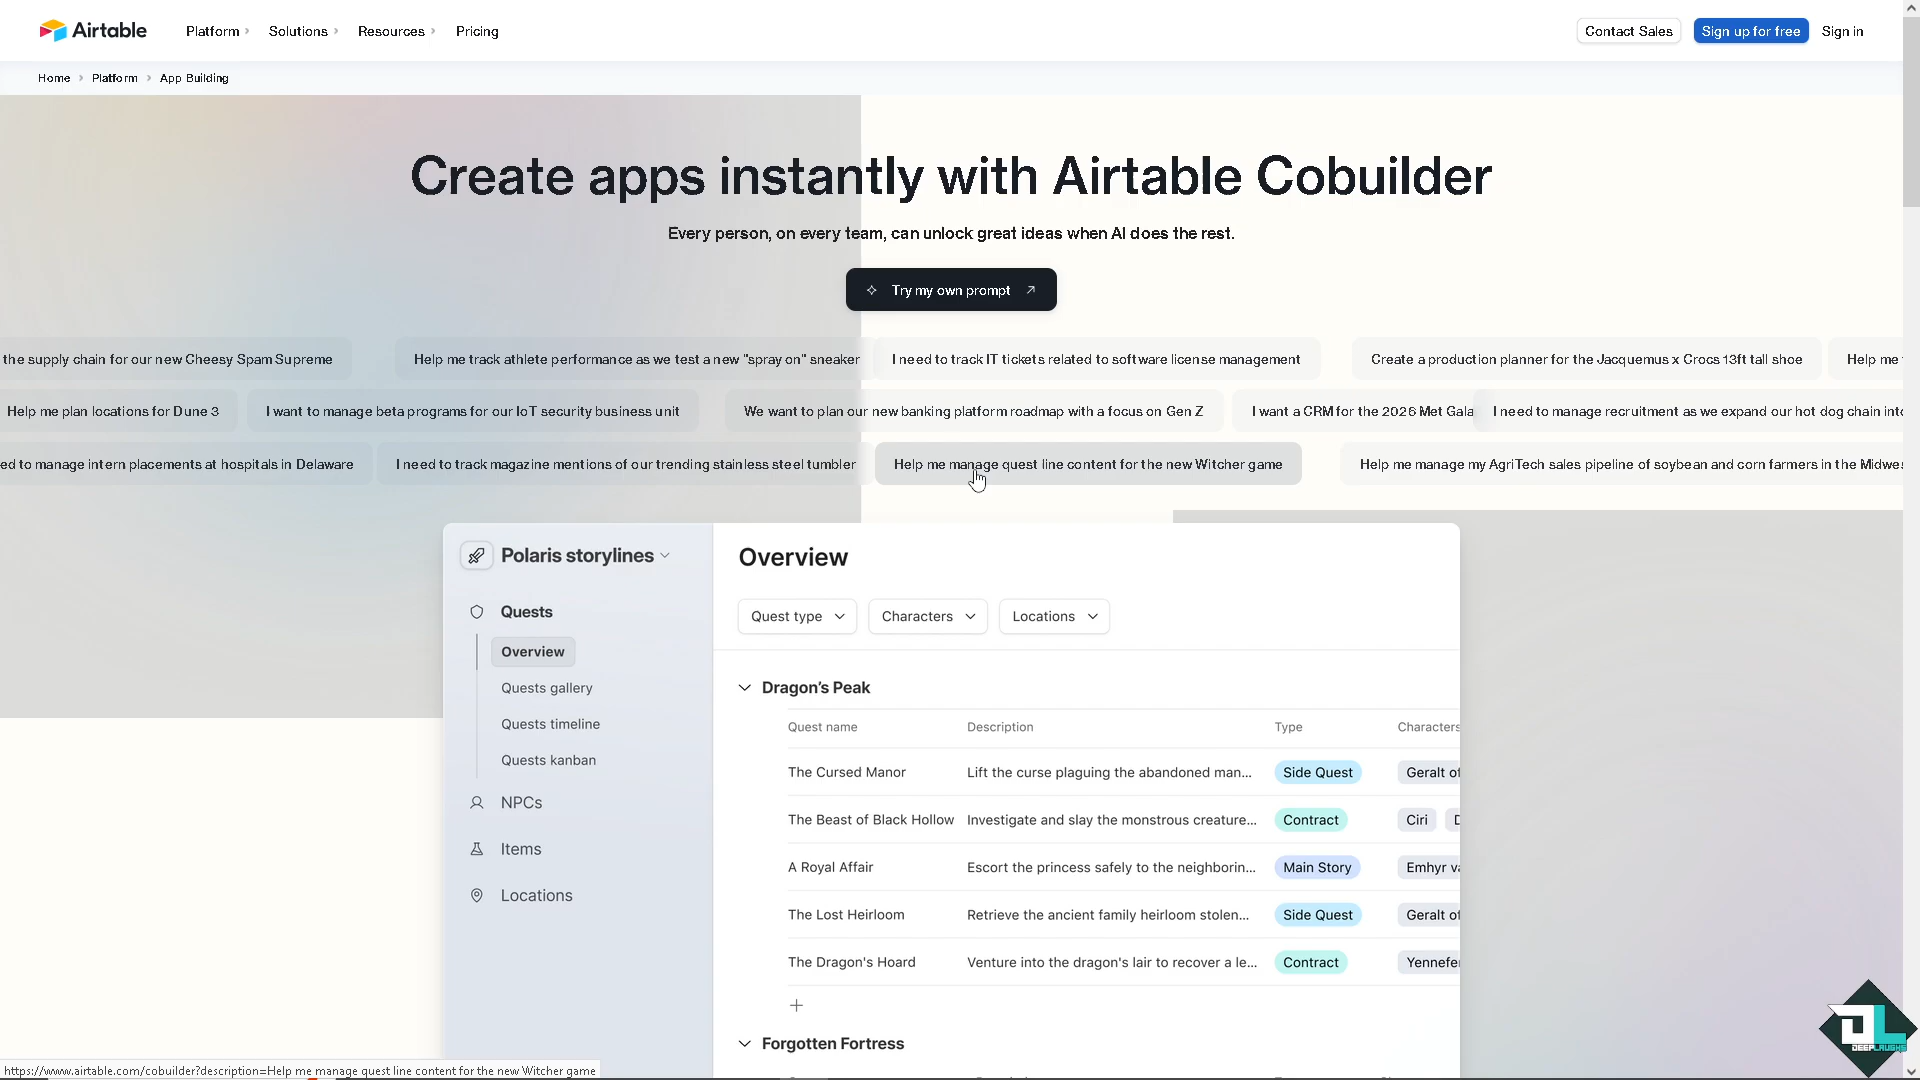 Airtable
Platform
Solutions
Resources
Pricing
Contact Sales
Sign up for free
Sign in
Home
Platform
App Building
Create apps instantly with Airtable Cobuilder
Every person, on every team, can unlock great ideas when AI does the rest.
Try my own prompt
the supply chain for our new Cheesy Spam Supreme
Help me track athlete performance as we test a new "spray on" sneaker
I need to track IT tickets related to software license management
Create a production planner for the Jacquemus x Crocs 13ft tall shoe
Help me
Help me plan locations for Dune 3
I want to manage beta programs for our IoT security business unit
We want to plan our new banking platform roadmap with a focus on Gen Z
I want a CRM for the 2026 Met Gala
I need to manage recruitment as we expand our hot dog chain into
ed to manage intern placements at hospitals in Delaware
I need to track magazine mentions of our trending stainless steel tumbler
Help me manage quest line content for the new Witcher game
Help me manage my AgriTech sales pipeline of soybean and corn farmers in the Midwes
Polaris storylines
Overview
Quest type
Characters
Locations
Quests
Overview
Quests gallery
Quests timeline
Quests kanban
NPCs
Items
Locations
Dragon's Peak
Quest name
Description
Type
Characters
The Cursed Manor
Lift the curse plaguing the abandoned man...
Side Quest
Geralt of
The Beast of Black Hollow
Investigate and slay the monstrous creature...
Contract
Ciri
A Royal Affair
Escort the princess safely to the neighborin...
Main Story
Emhyr va
The Lost Heirloom
Retrieve the ancient family heirloom stolen...
Side Quest
Geralt of
The Dragon's Hoard
Venture into the dragon's lair to recover a le...
Contract
Yennefer
Forgotten Fortress
https://www.airtable.com/cobuilder?description=Help me manage quest line content for the new Witcher game
DEEPLAUGHS